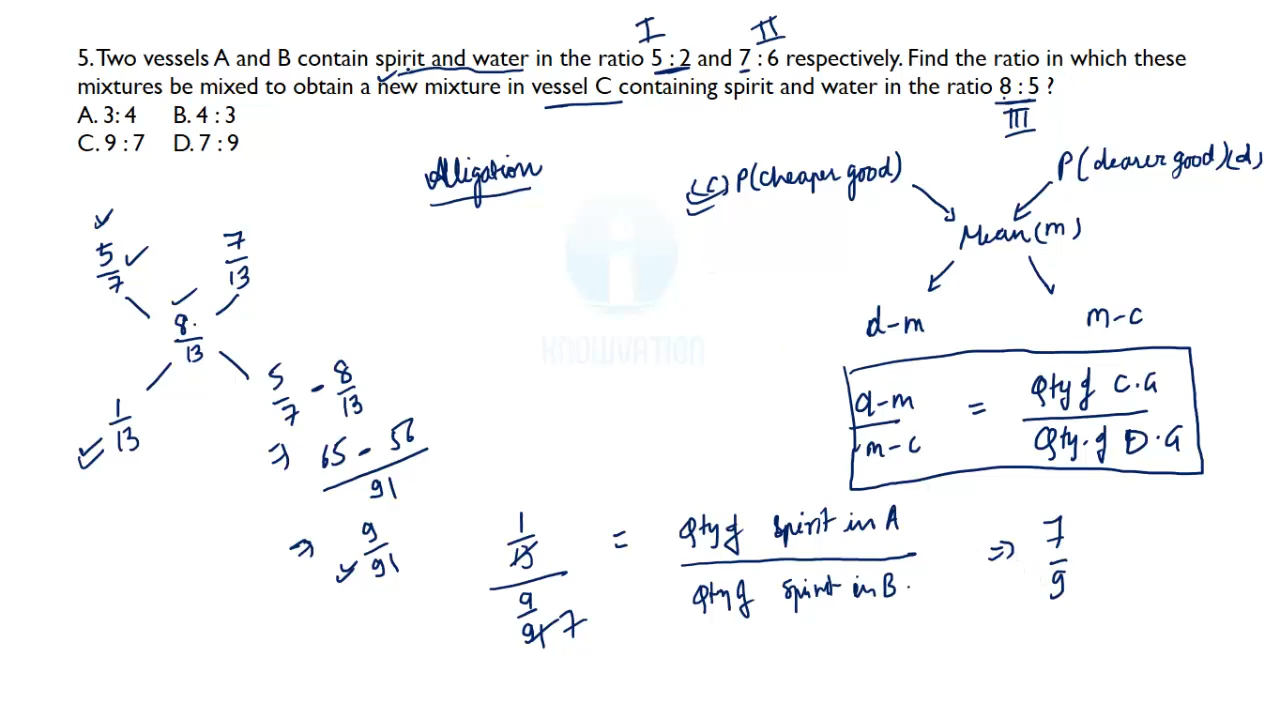 I II
5. Two vessels A and B contain spirit and water in the ratio 5 : 2 and 7 : 6 respectively. Find the ratio in which these
mixtures be mixed to obtain a new mixture in vessel C containing spirit and water in the ratio 8 : 5 ?
III
A. 3: 4 B. 4 : 3
C. 9 : 7 D. 7 : 9
Alligation
(c) P(cheaper good) P(dearer good)(d)
Mean(m)
d-m m-c
d-m / m-c = Qty of C.G / Qty. of D.G
5/7 7/13
8/13
1/13 5/7 - 8/13
⇒ 65 - 56 / 91
⇒ 9/91
1/13 / 9/91 7 = Qty of spirit in A / Qty of spirit in B. ⇒ 7/9
KNOWVATION